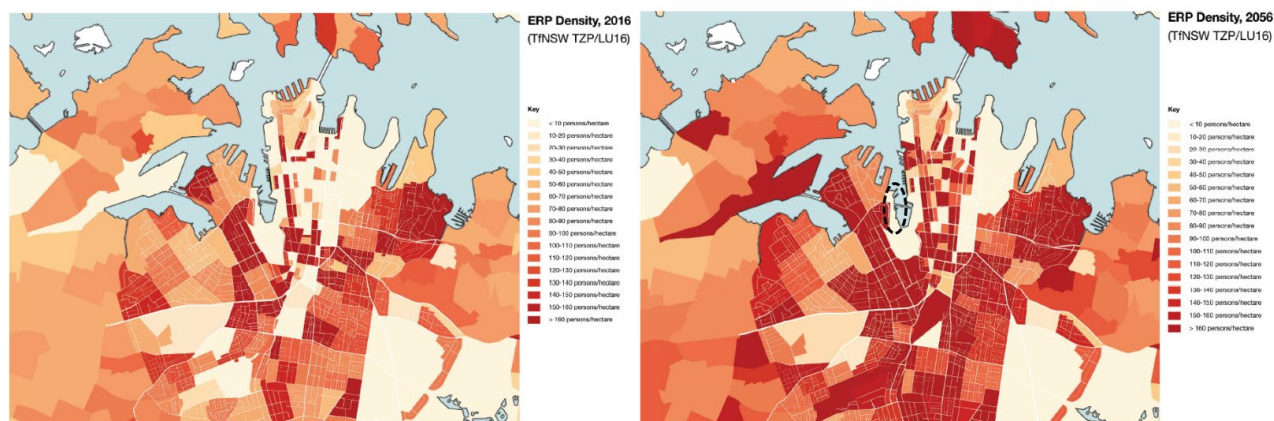 ERP Density, 2016
(TfNSW TZP/LU16)
Key
< 10 persons/hectare
10-20 persons/hectare
20-30 persons/hectare
30-40 persons/hectare
40-50 persons/hectare
50-60 persons/hectare
60-70 persons/hectare
70-80 persons/hectare
80-90 persons/hectare
90-100 persons/hectare
100-110 persons/hectare
110-120 persons/hectare
120-130 persons/hectare
130-140 persons/hectare
140-150 persons/hectare
150-160 persons/hectare
> 160 persons/hectare
ERP Density, 2056
(TfNSW TZP/LU16)
Key
< 10 persons/hectare
10-20 persons/hectare
20-30 persons/hectare
30-40 persons/hectare
40-50 persons/hectare
50-60 persons/hectare
60-70 persons/hectare
70-80 persons/hectare
80-90 persons/hectare
90-100 persons/hectare
100-110 persons/hectare
110-120 persons/hectare
120-130 persons/hectare
130-140 persons/hectare
140-150 persons/hectare
150-160 persons/hectare
> 160 persons/hectare